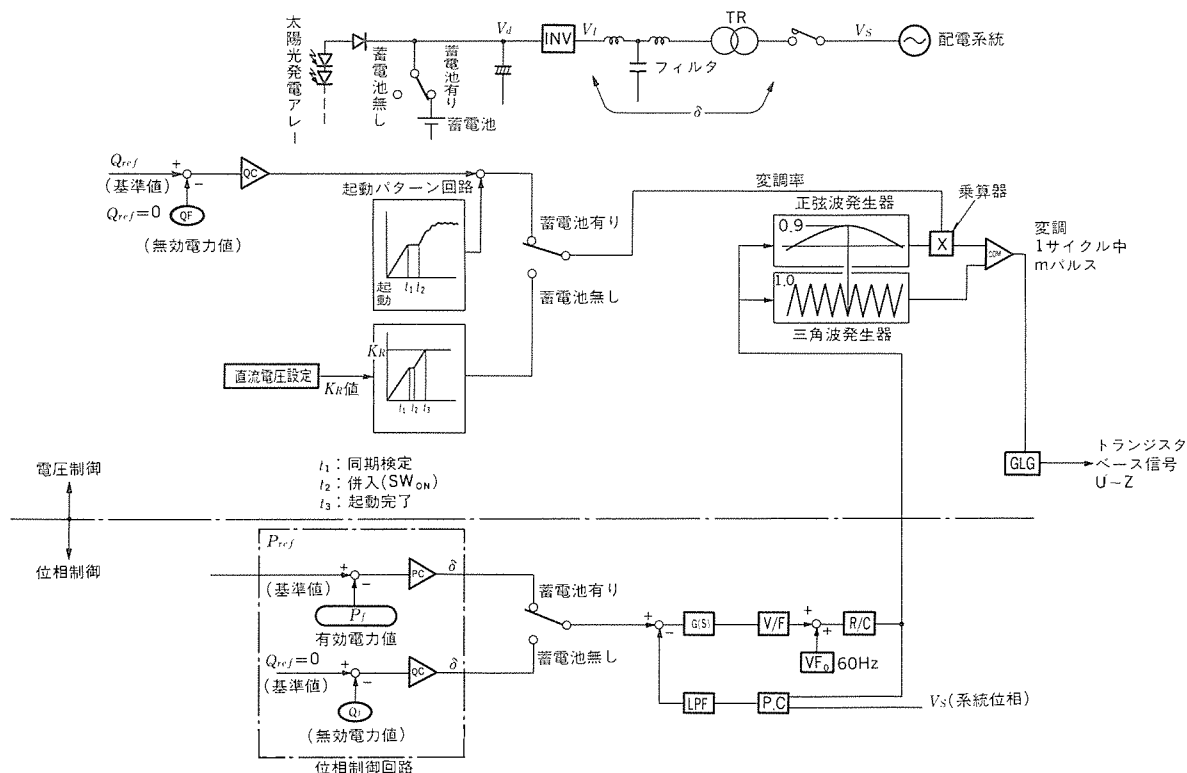 太陽光発電アレー
蓄電池無し
蓄電池有り
蓄電池
Vd
INV
VI
フィルタ
TR
VS
配電系統
δ
Qref
(基準値)
Qref=0
+
−
QF
(無効電力値)
QC
起動パターン回路
起動
t1 t2
蓄電池有り
蓄電池無し
直流電圧設定
KR値
KR
t1 t2 t3
変調率
正弦波発生器
0.9
乗算器
X
1.0
三角波発生器
COM
変調
1サイクル中
mパルス
GLG
トランジスタ
ベース信号
U~Z
t1:同期検定
t2:併入(SWON)
t3:起動完了
電圧制御
位相制御
Pref
(基準値)
+
−
Pf
有効電力値
PC
δ
Qref=0
(基準値)
+
−
Qf
(無効電力値)
QC
δ
位相制御回路
蓄電池有り
蓄電池無し
+
−
G(S)
V/F
+
+
VF0
60Hz
R/C
LPF
P.C
VS(系統位相)